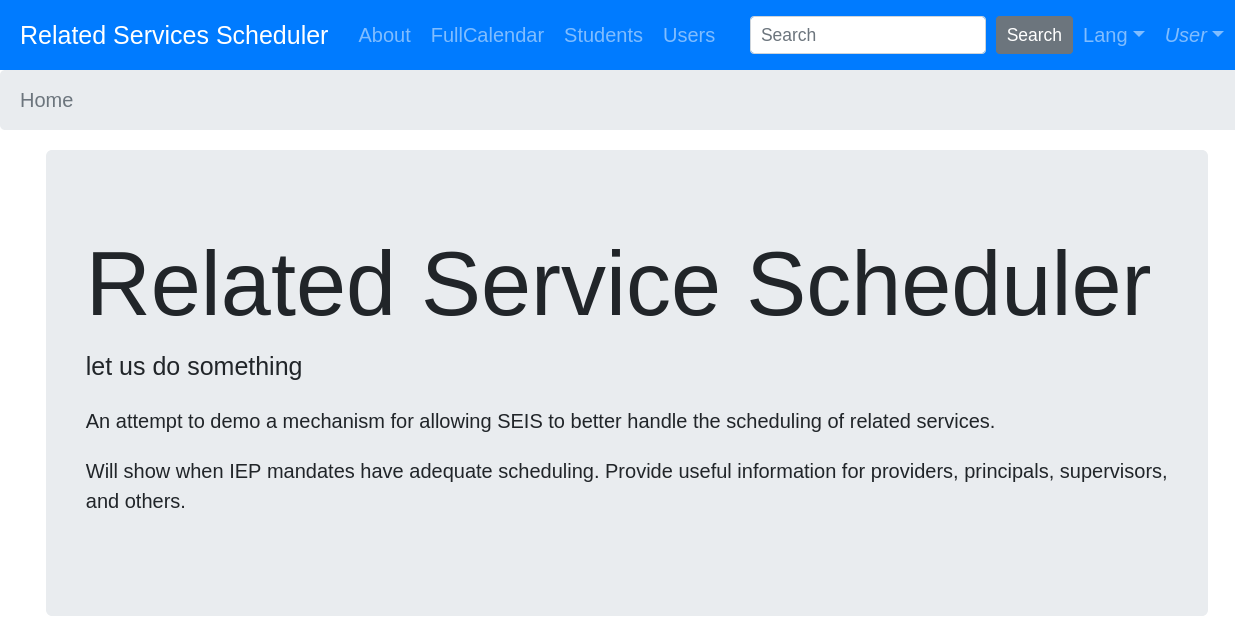 Related Services Scheduler About FullCalendar Students Users Search Search Lang User
Home
Related Service Scheduler
let us do something
An attempt to demo a mechanism for allowing SEIS to better handle the scheduling of related services.
Will show when IEP mandates have adequate scheduling. Provide useful information for providers, principals, supervisors,
and others.